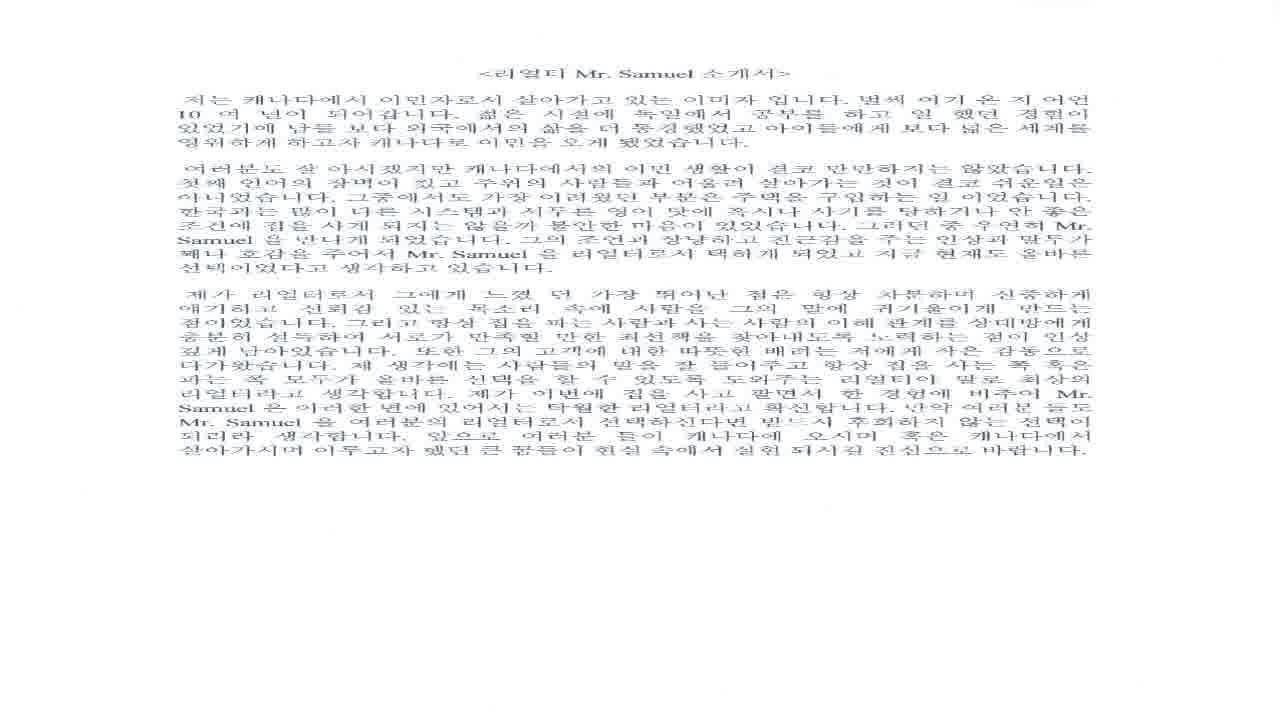 <리얼터 Mr. Samuel 소개서>
저는 캐나다에서 이민자로서 살아가고 있는 이미자 입니다. 벌써 여기 온 지 어언
10 여 년이 되어갑니다. 젊은 시절에 독일에서 공부를 하고 일 했던 경험이
있었기에 남들 보다 외국에서의 삶을 더 동경했었고 아이들에게 보다 넓은 세계를
영위하게 하고자 캐나다로 이민을 오게 됐었습니다.
여러분도 잘 아시겠지만 캐나다에서의 이민 생활이 결코 만만하지는 않았습니다.
첫째 언어의 장벽이 있고 주위의 사람들과 어울려 살아가는 것이 결코 쉬운일은
아니었습니다. 그중에서도 가장 어려웠던 부분은 주택을 구입하는 일 이었습니다.
한국과는 많이 다른 시스템과 서투른 영어 탓에 혹시나 사기를 당하거나 안 좋은
조건에 집을 사게 되지는 않을까 불안한 마음이 있었습니다. 그러던 중 우연히 Mr.
Samuel 을 만나게 되었습니다. 그의 조언과 상냥하고 친근감을 주는 인상과 말투가
꽤나 호감을 주어서 Mr. Samuel 을 리얼터로서 택하게 되었고 지금 현재도 올바른
선택이었다고 생각하고 있습니다.
제가 리얼터로서 그에게 느꼈 던 가장 뛰어난 점은 항상 차분하며 신중하게
얘기하고 신뢰감 있는 목소리 속에 사람을 그의 말에 귀기울이게 만드는
점이었습니다. 그리고 항상 집을 파는 사람과 사는 사람의 이해 관계를 상대방에게
충분히 설득하여 서로가 만족할 만한 최선책을 찾아내도록 노력하는 점이 인상
깊게 남아있습니다. 또한 그의 고객에 대한 따뜻한 배려는 저에게 작은 감동으로
다가왔습니다. 제 생각에는 사람들의 말을 잘 들어주고 항상 집을 사는 쪽 혹은
파는 쪽 모두가 올바른 선택을 할 수 있도록 도와주는 리얼터이 말로 최상의
리얼터라고 생각합니다. 제가 이번에 집을 사고 팔면서 한 경험에 비추어 Mr.
Samuel 은 이러한 면에 있어서는 탁월한 리얼터라고 확신합니다. 만약 여러분 들도
Mr. Samuel 을 여러분의 리얼터로서 선택하신다면 반드시 후회하지 않는 선택이
되리라 생각합니다. 앞으로 여러분 들이 캐나다에 오시며 혹은 캐나다에서
살아가시며 이루고자 했던 큰 꿈들이 현실 속에서 실현 되시길 진심으로 바랍니다.